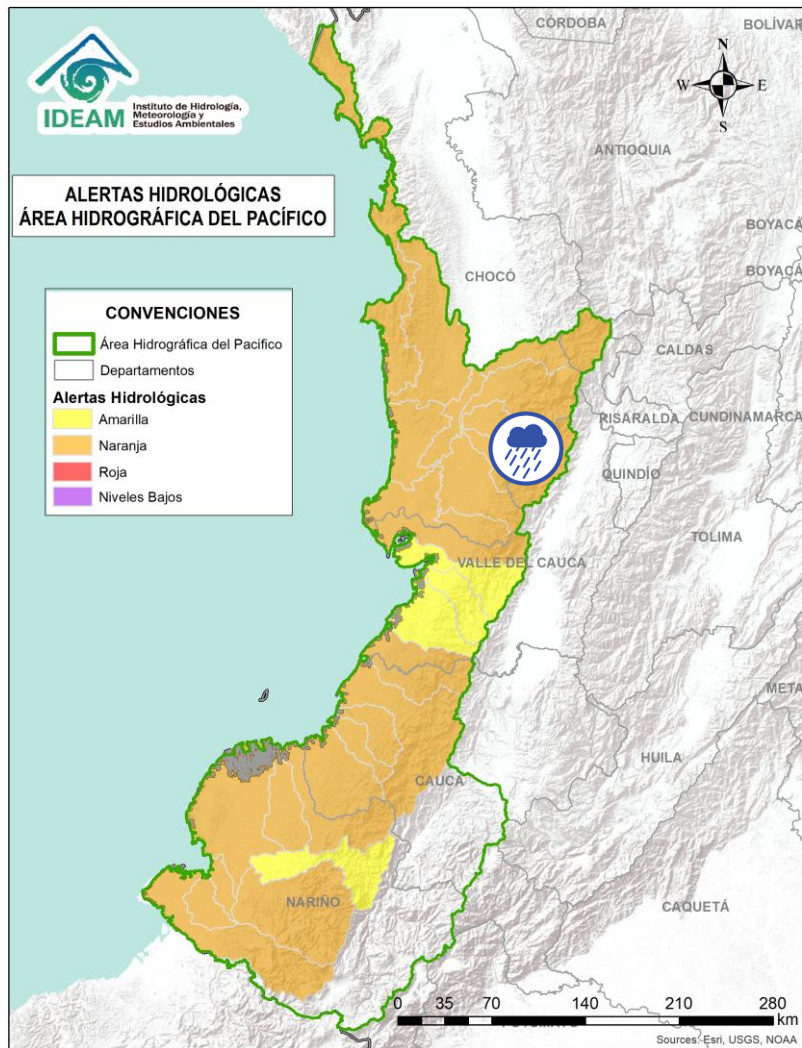 IDEAM
Instituto de Hidrología,
Meteorología y
Estudios Ambientales
ALERTAS HIDROLÓGICAS
ÁREA HIDROGRÁFICA DEL PACÍFICO
CONVENCIONES
Área Hidrográfica del Pacifico
Departamentos
Alertas Hidrológicas
Amarilla
Naranja
Roja
Niveles Bajos
CÓRDOBA
BOLÍVAR
N
W
E
S
ANTIOQUIA
BOYACÁ
BOYACÁ
CHOCÓ
CALDAS
RISARALDA
CUNDINAMARCA
QUINDÍO
TOLIMA
VALLE DEL CAUCA
META
HUILA
CAUCA
NARIÑO
CAQUETÁ
0 35 70 140 210 280
km
Sources: Esri, USGS, NOAA